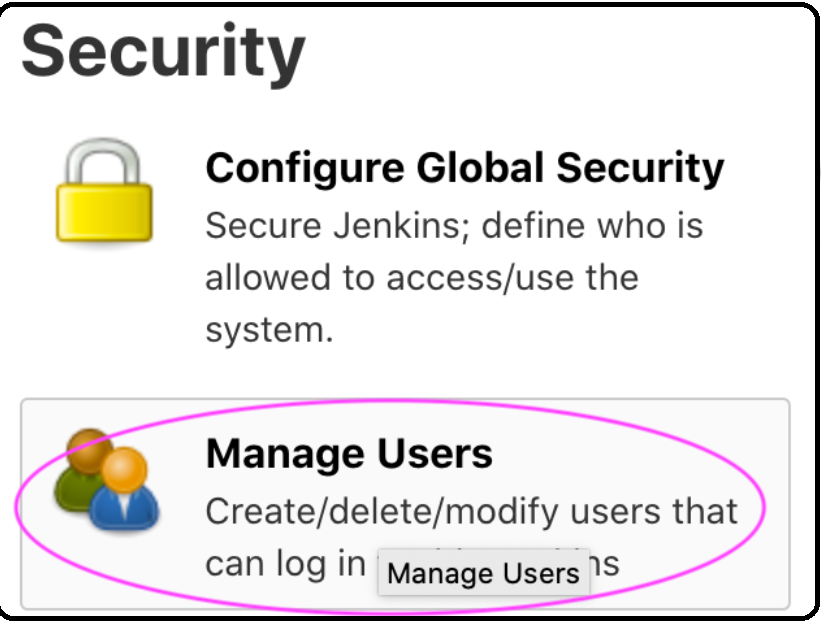 Security
Configure Global Security
Secure Jenkins; define who is
allowed to access/use the
system.
Manage Users
Create/delete/modify users that
can log in
Manage Users